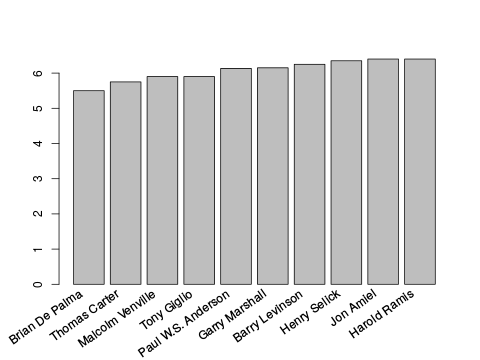 6
5
4
3
2
1
0
Brian De Palma
Thomas Carter
Malcolm Venville
Tony Giglio
Paul W.S. Anderson
Garry Marshall
Barry Levinson
Henry Selick
Jon Amiel
Harold Ramis